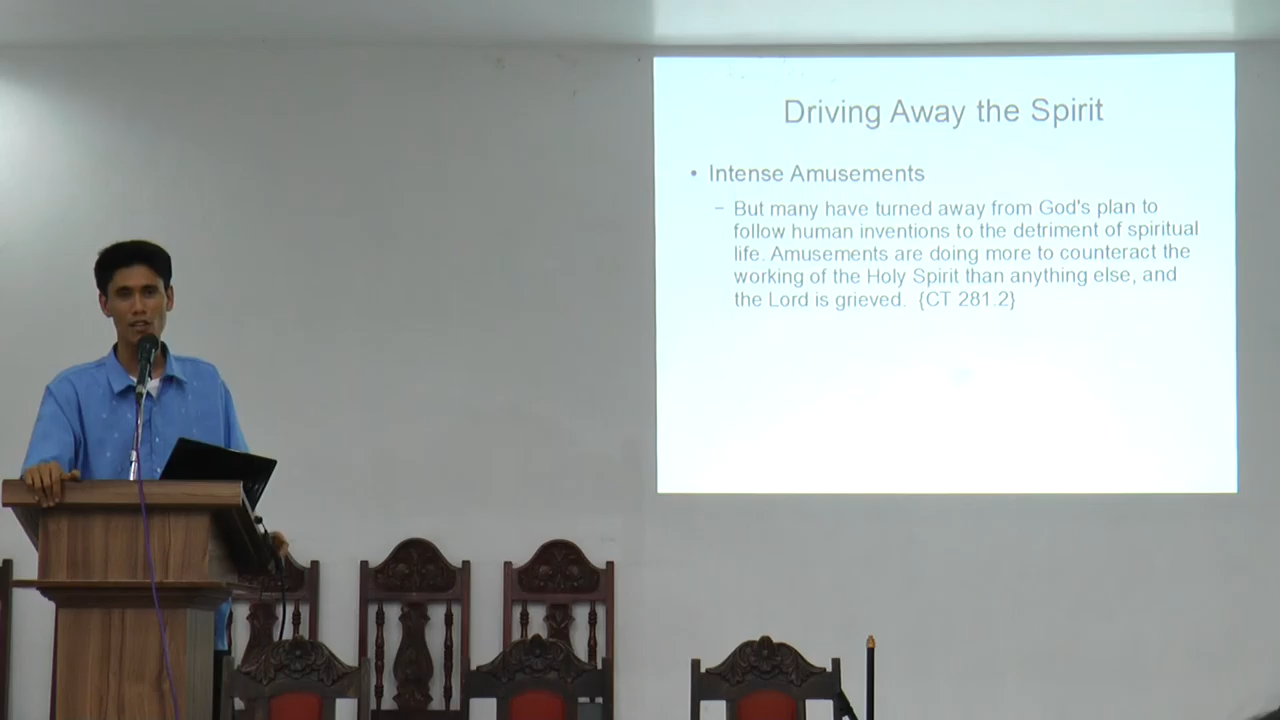 Driving Away the Spirit
• Intense Amusements
– But many have turned away from God's plan to
follow human inventions to the detriment of spiritual
life. Amusements are doing more to counteract the
working of the Holy Spirit than anything else, and
the Lord is grieved. {CT 281.2}